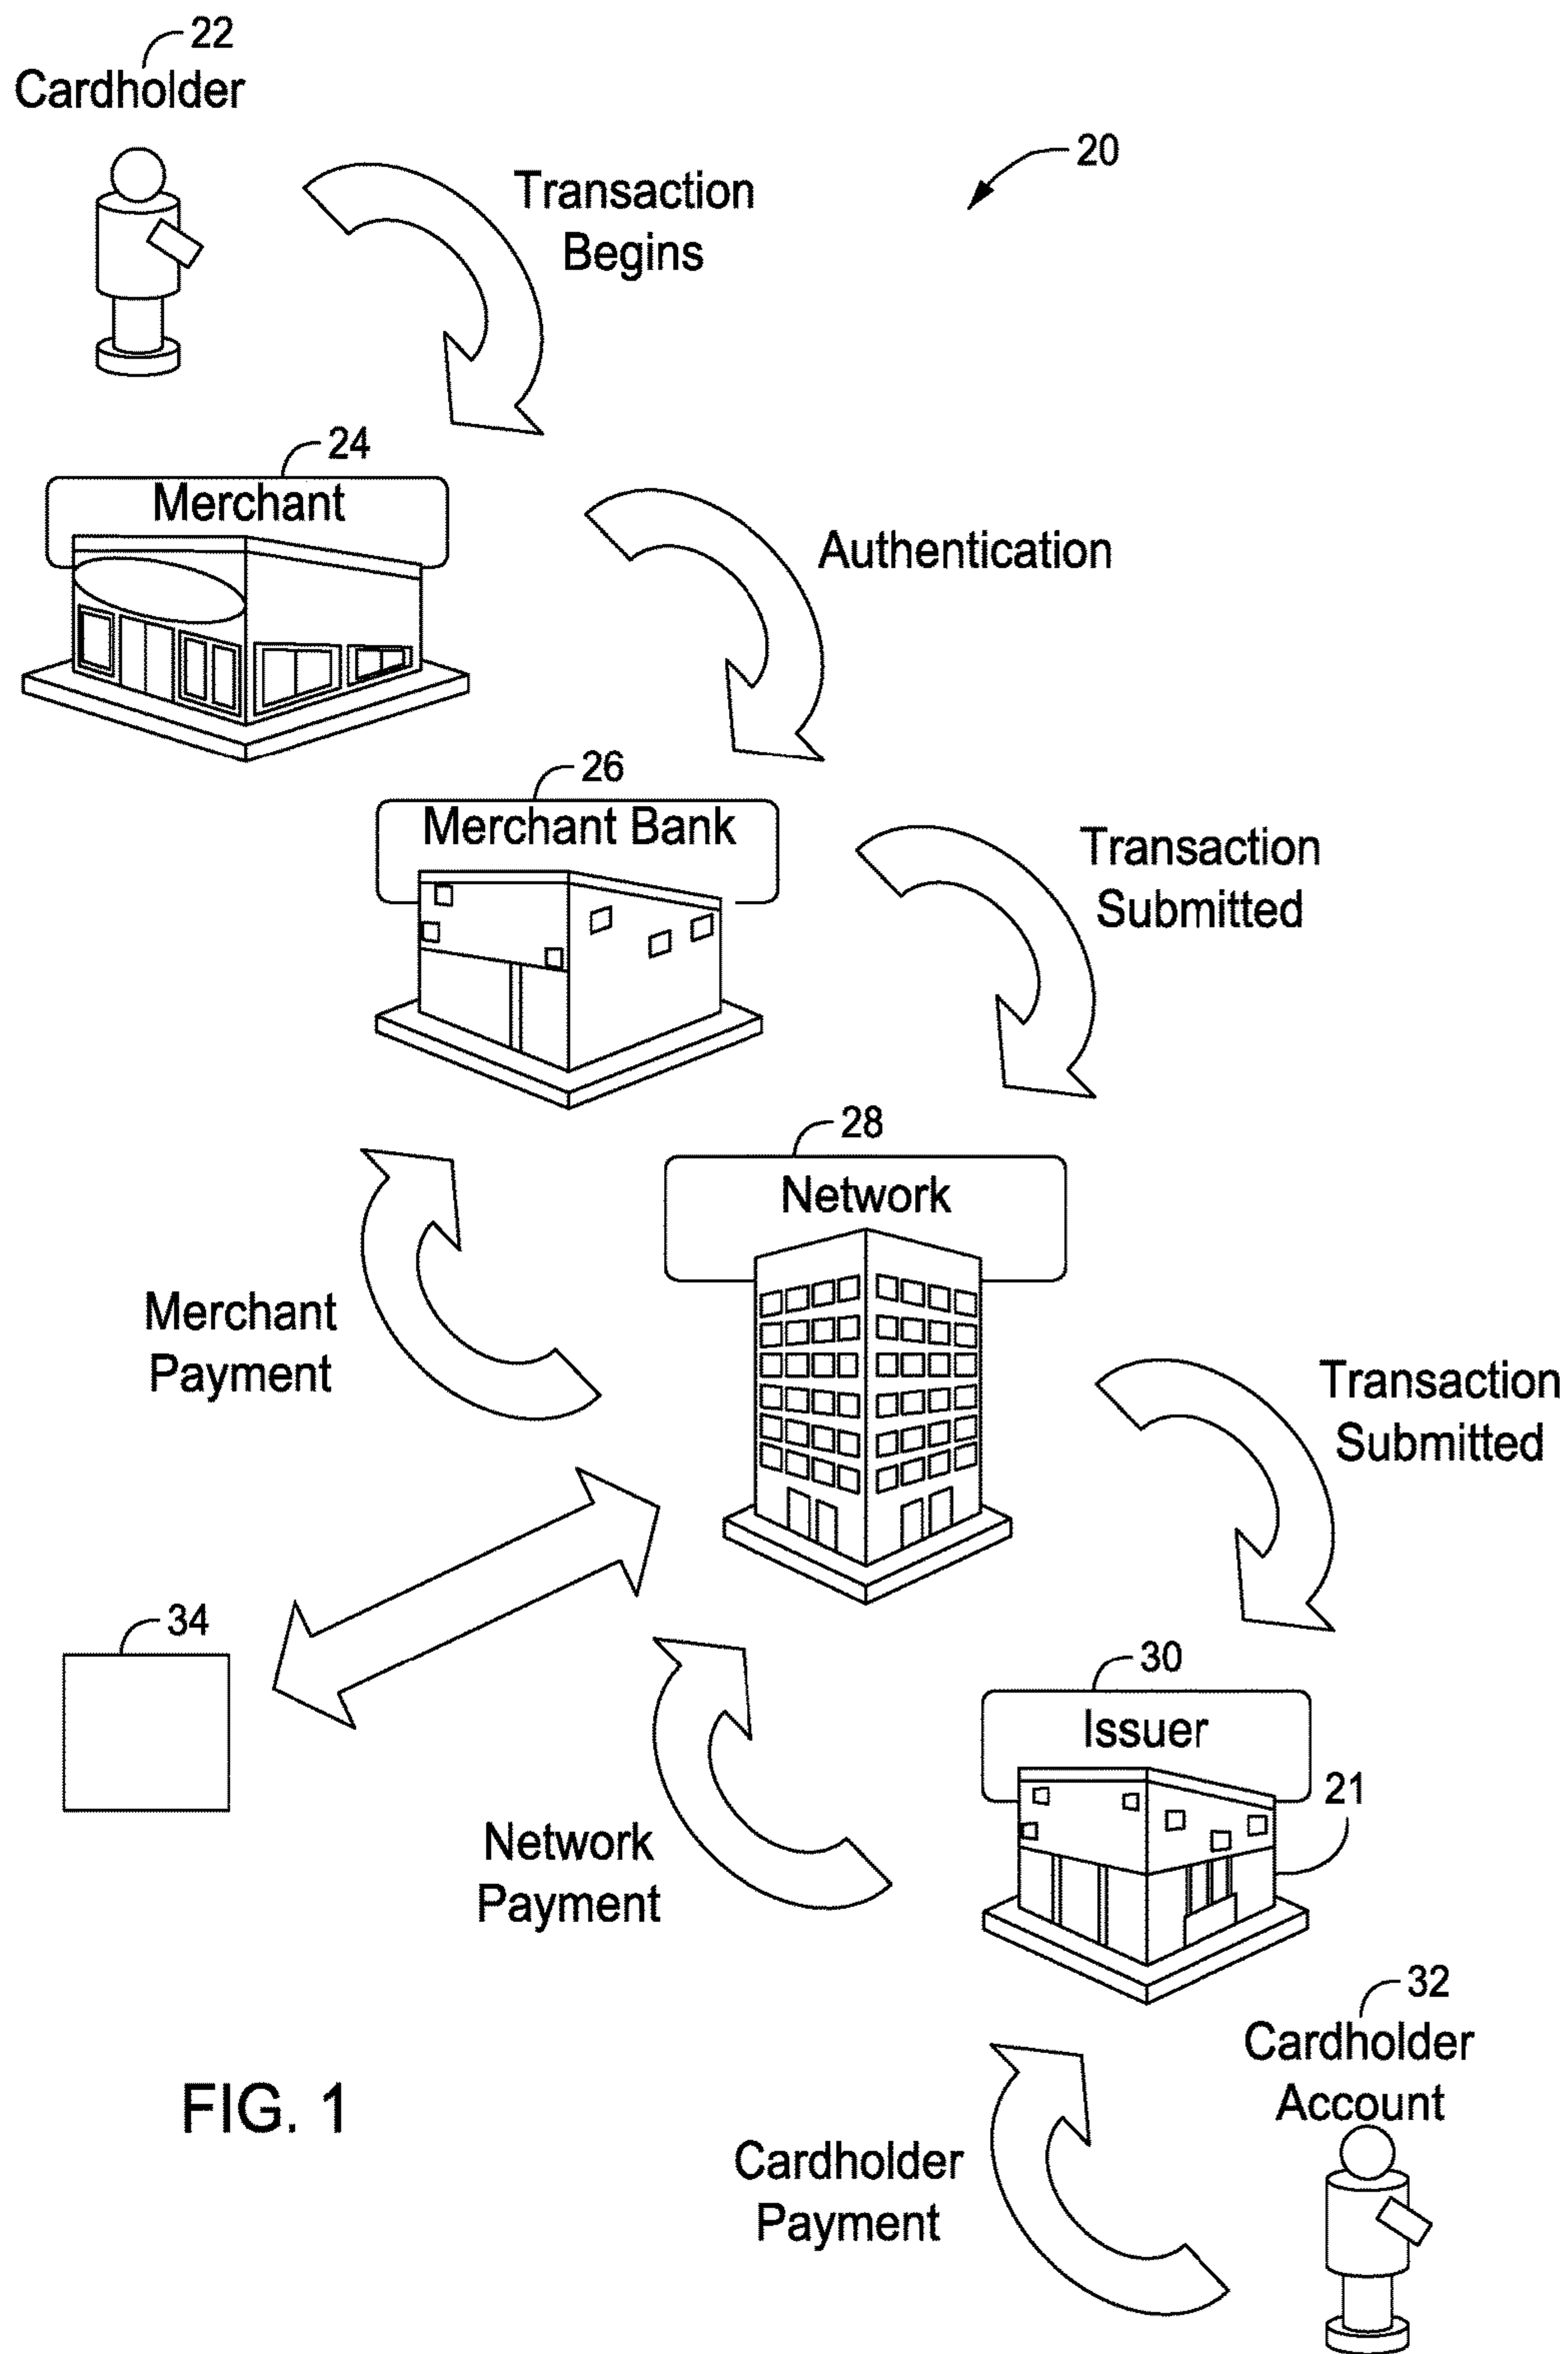 22
Cardholder
20
Transaction
Begins
24
Merchant
Authentication
26
Merchant Bank
Transaction
Submitted
28
Network
Merchant
Payment
Transaction
Submitted
34
30
Issuer
21
Network
Payment
32
Cardholder
Account
FIG. 1
Cardholder
Payment